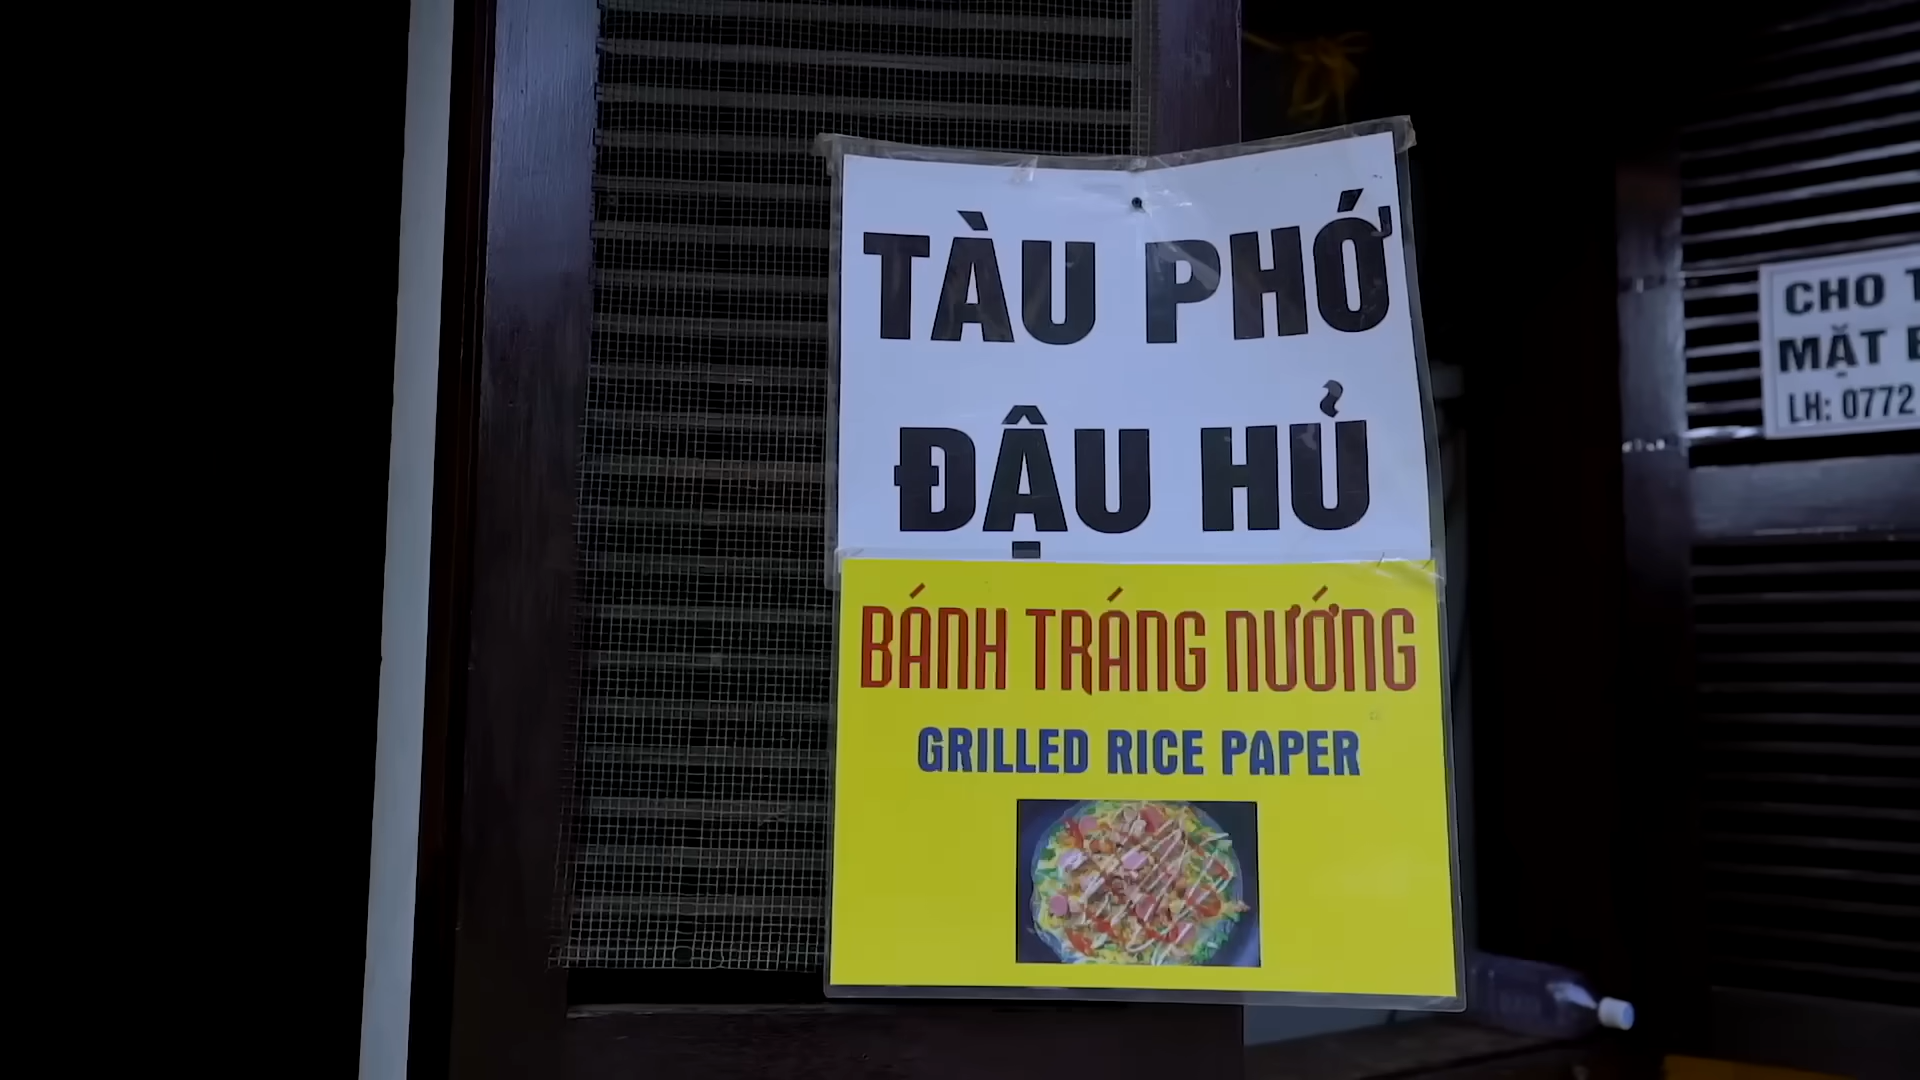 TÀU PHỚ
ĐẬU HỦ
BÁNH TRÁNG NƯỚNG
GRILLED RICE PAPER
CHO
MẶT
LH: 0772